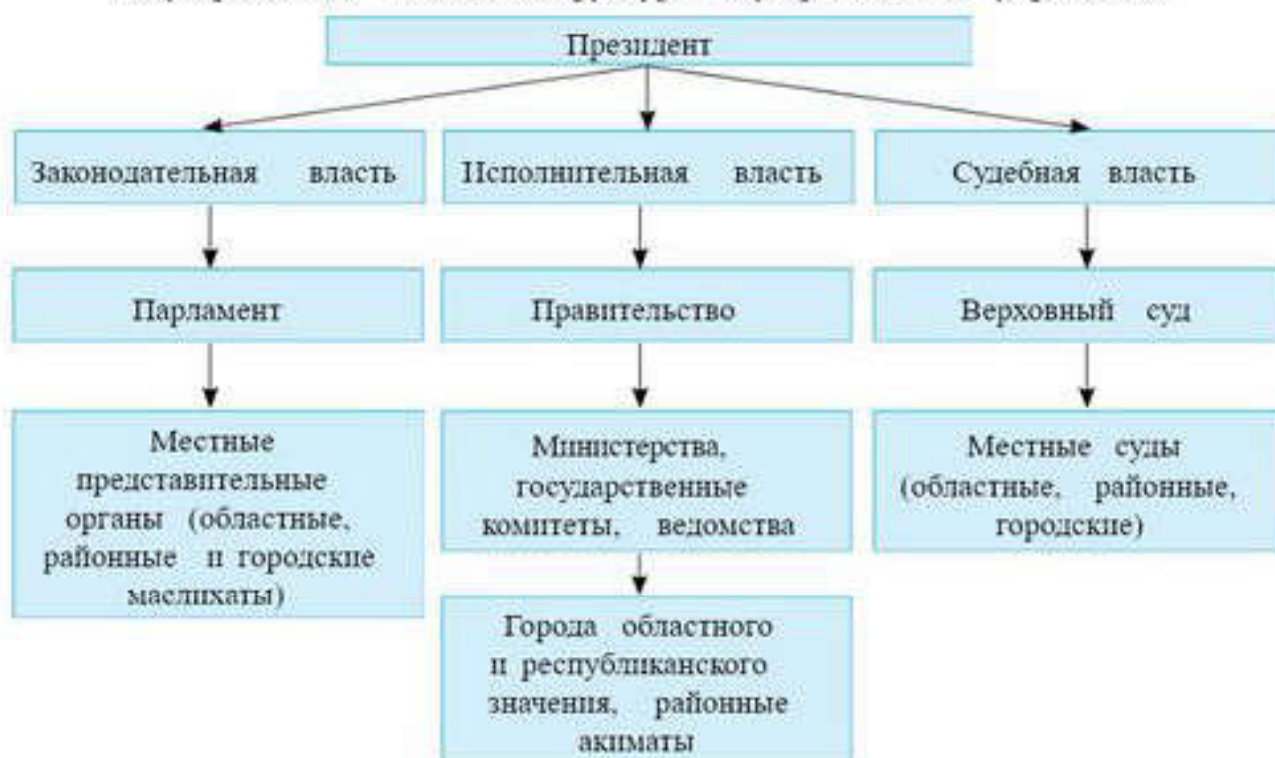 Президент
Законодательная власть
Исполнительная власть
Судебная власть
Парламент
Правительство
Верховный суд
Местные
представительные
органы (областные,
районные и городские
маслихаты)
Министерства,
государственные
комитеты, ведомства
Местные суды
(областные, районные,
городские)
Города областного
и республиканского
значения, районные
акиматы